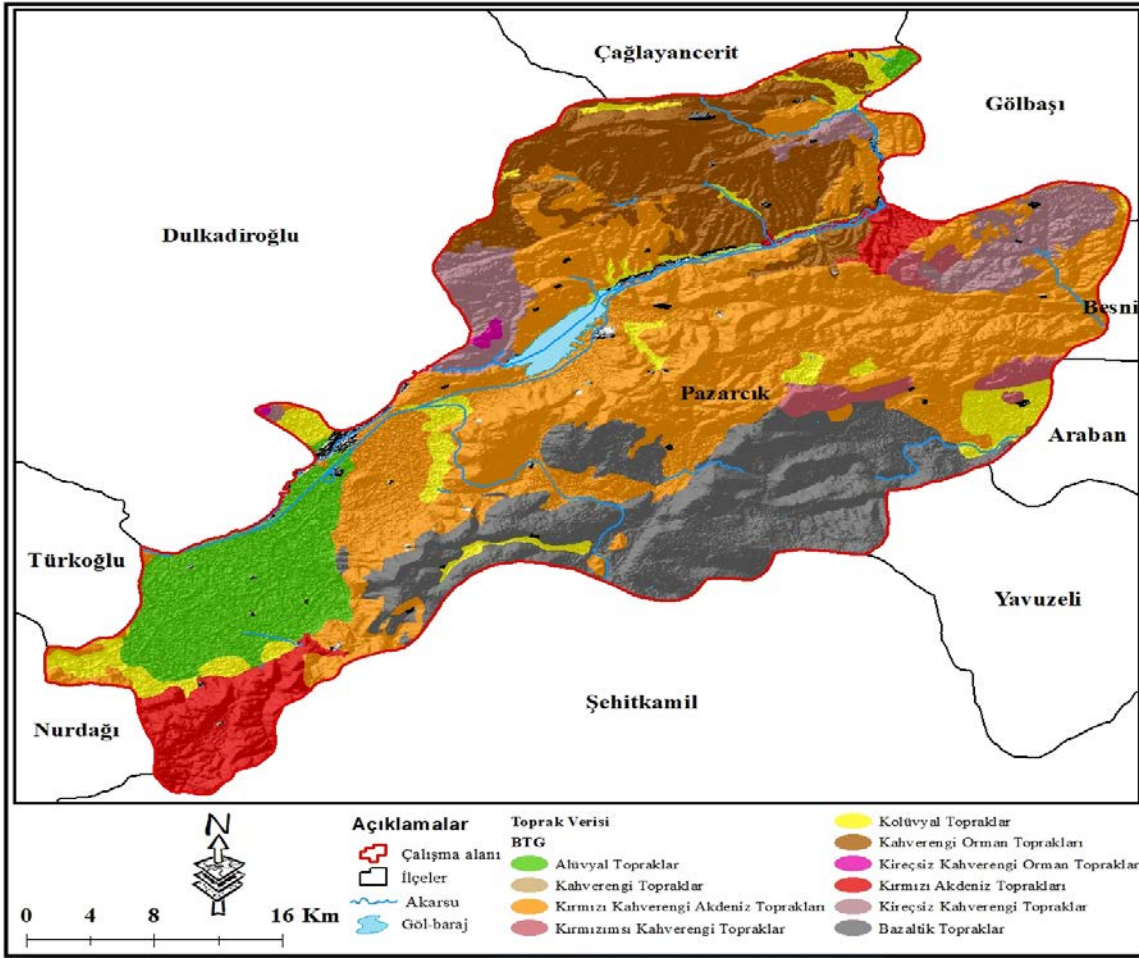 Çağlayancerit
Gölbaşı
Dulkadiroğlu
Besni
Pazarcık
Araban
Türkoğlu
Yavuzeli
Şehitkamil
Nurdağı
N
0 4 8 16 Km
Açıklamalar
Çalışma alanı
İlçeler
Akarsu
Göl-baraj
Toprak Verisi
BTG
Alüvyal Topraklar
Kahverengi Topraklar
Kırmızı Kahverengi Akdeniz Toprakları
Kırmızımsı Kahverengi Topraklar
Kolüvyal Topraklar
Kahverengi Orman Toprakları
Kireçsiz Kahverengi Orman Topraklar
Kırmızı Akdeniz Toprakları
Kireçsiz Kahverengi Topraklar
Bazaltik Topraklar